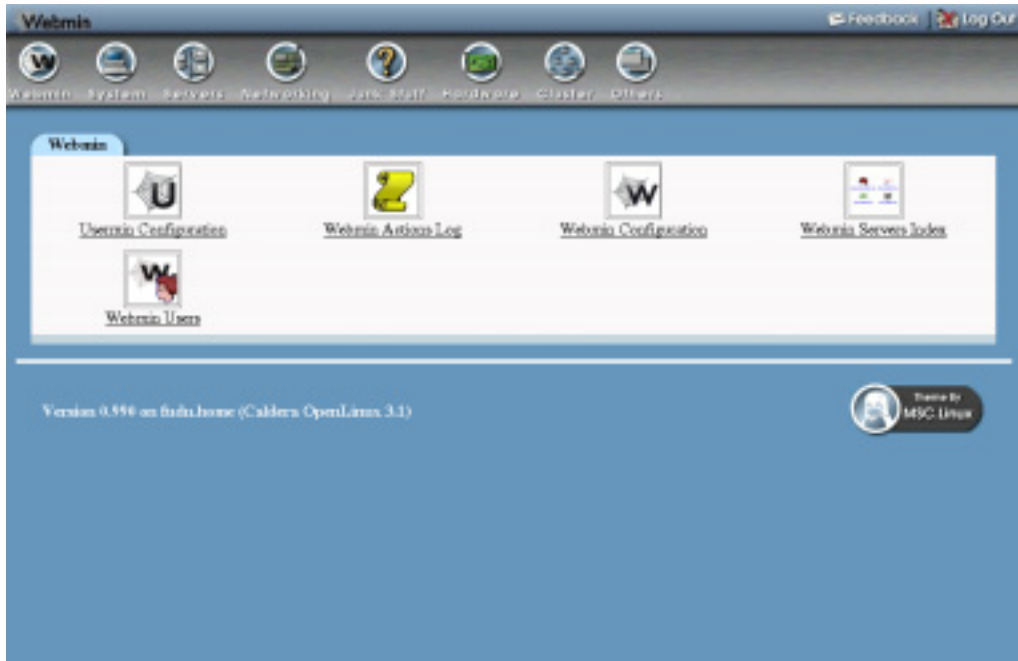 Webmin
Feedback Log Out
Webmin System Servers Networking Junk Stuff Hardware Cluster Others
Webmin
Usermin Configuration
Webmin Actions Log
Webmin Configuration
Webmin Servers Index
Webmin Users
Version 0.990 on fudu.home (Caldera OpenLinux 3.1)
Theme By
MSC.Linux